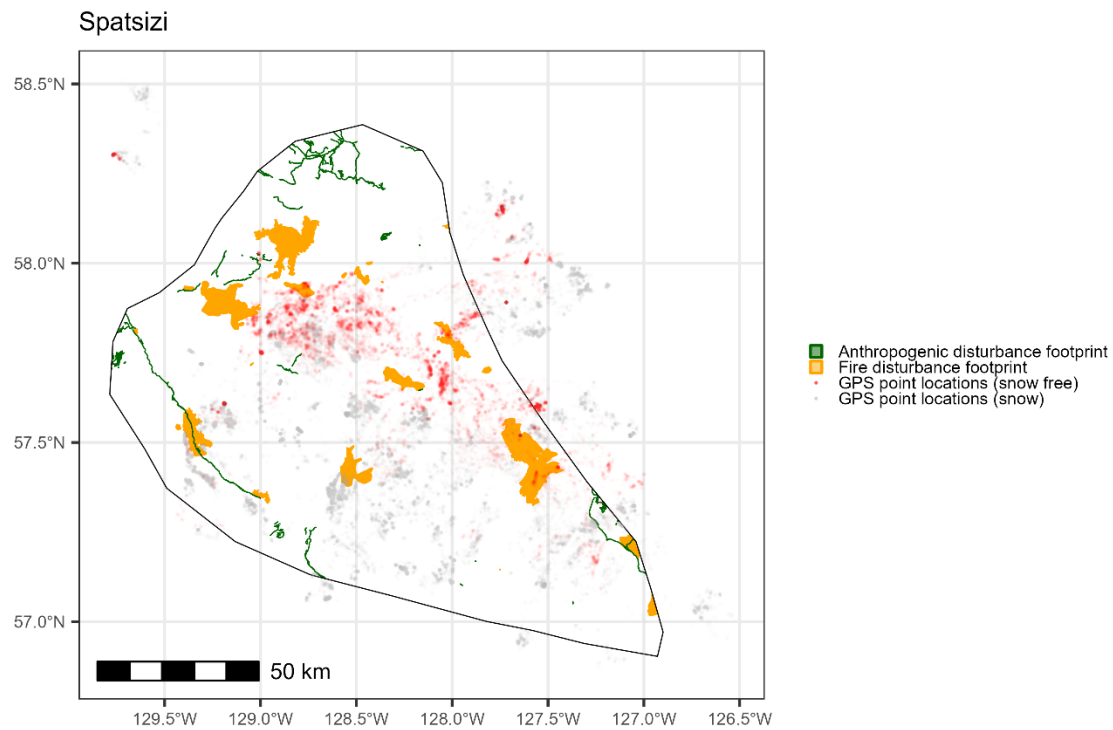 Spatsizi
58.5°N
58.0°N
57.5°N
57.0°N
50 km
129.5°W 129.0°W 128.5°W 128.0°W 127.5°W 127.0°W 126.5°W
Anthropogenic disturbance footprint
Fire disturbance footprint
GPS point locations (snow free)
GPS point locations (snow)